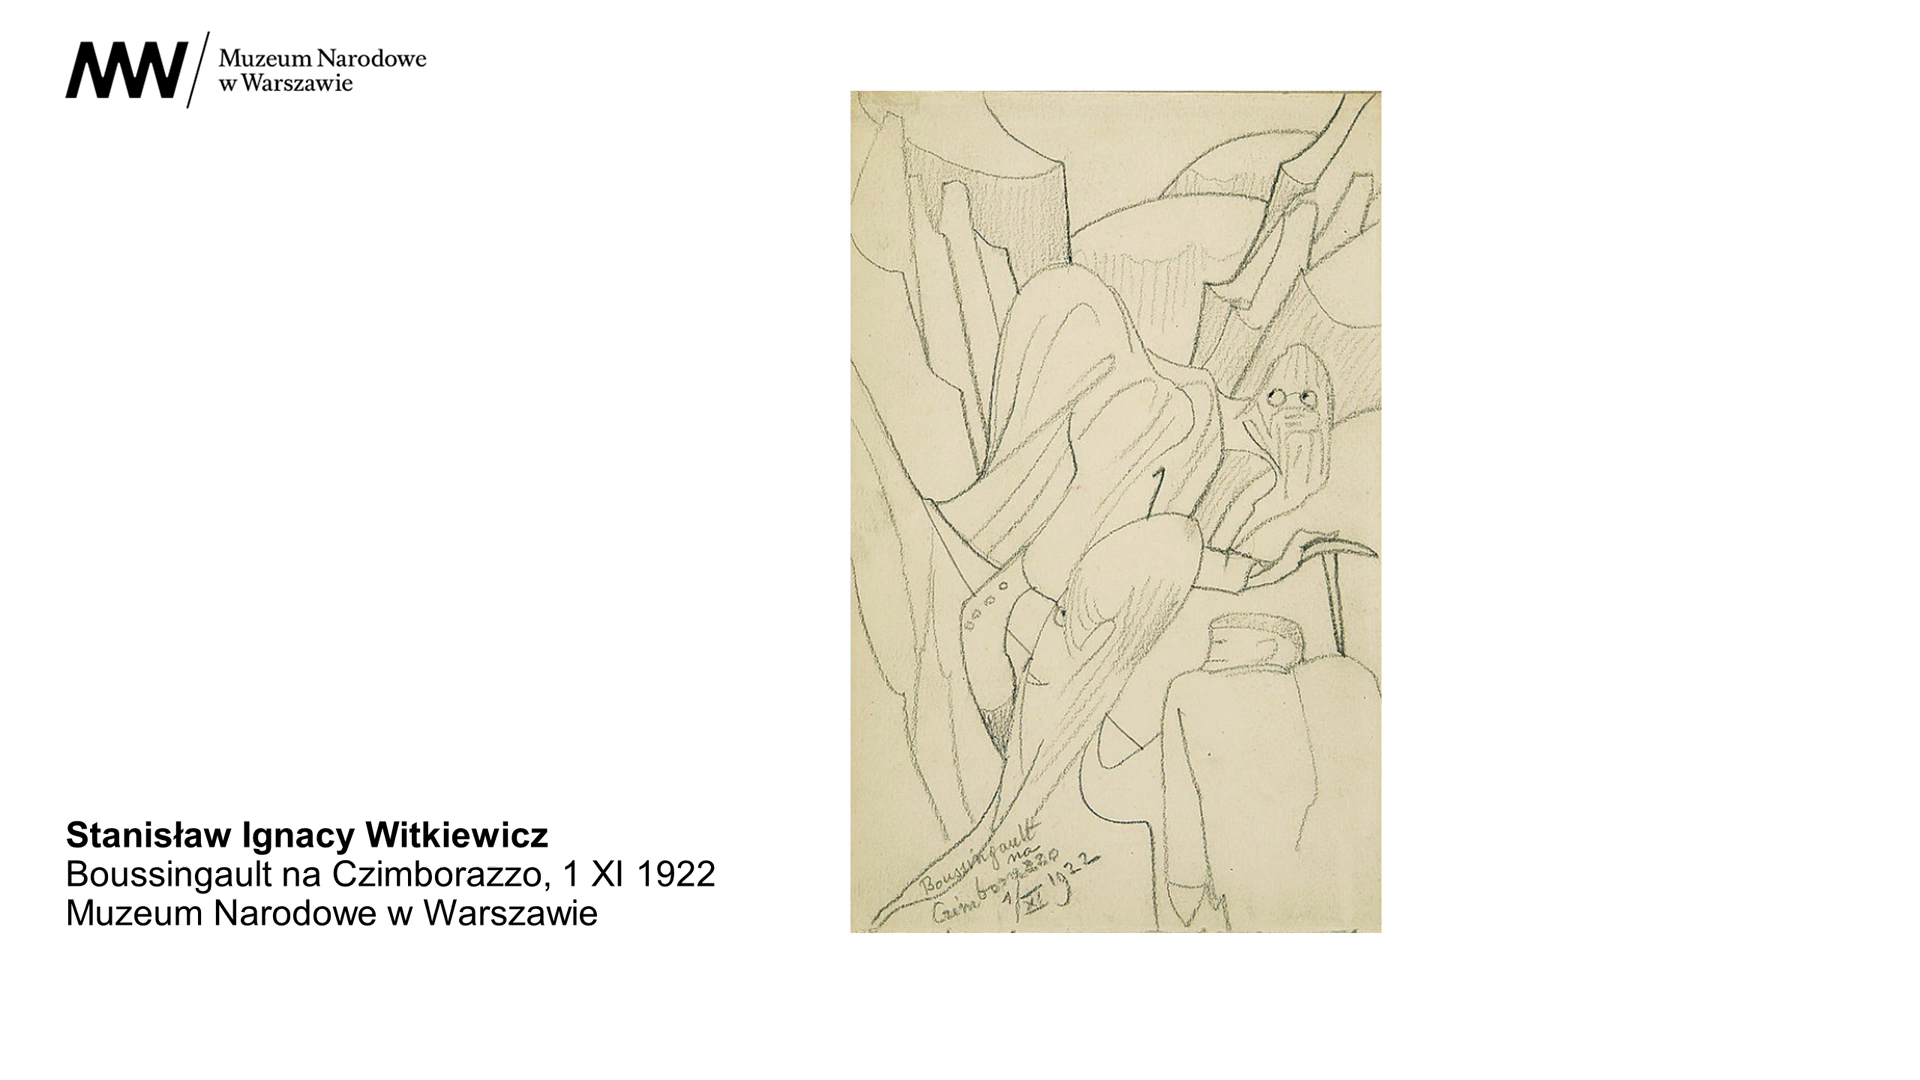 MW / Muzeum Narodowe
w Warszawie
Boussingault
na
Czimborazzo
1/XI 1922
Stanisław Ignacy Witkiewicz
Boussingault na Czimborazzo, 1 XI 1922
Muzeum Narodowe w Warszawie